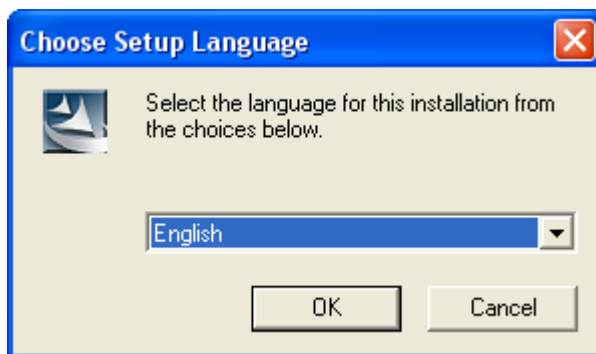 Choose Setup Language
Select the language for this installation from
the choices below.
English
OK
Cancel